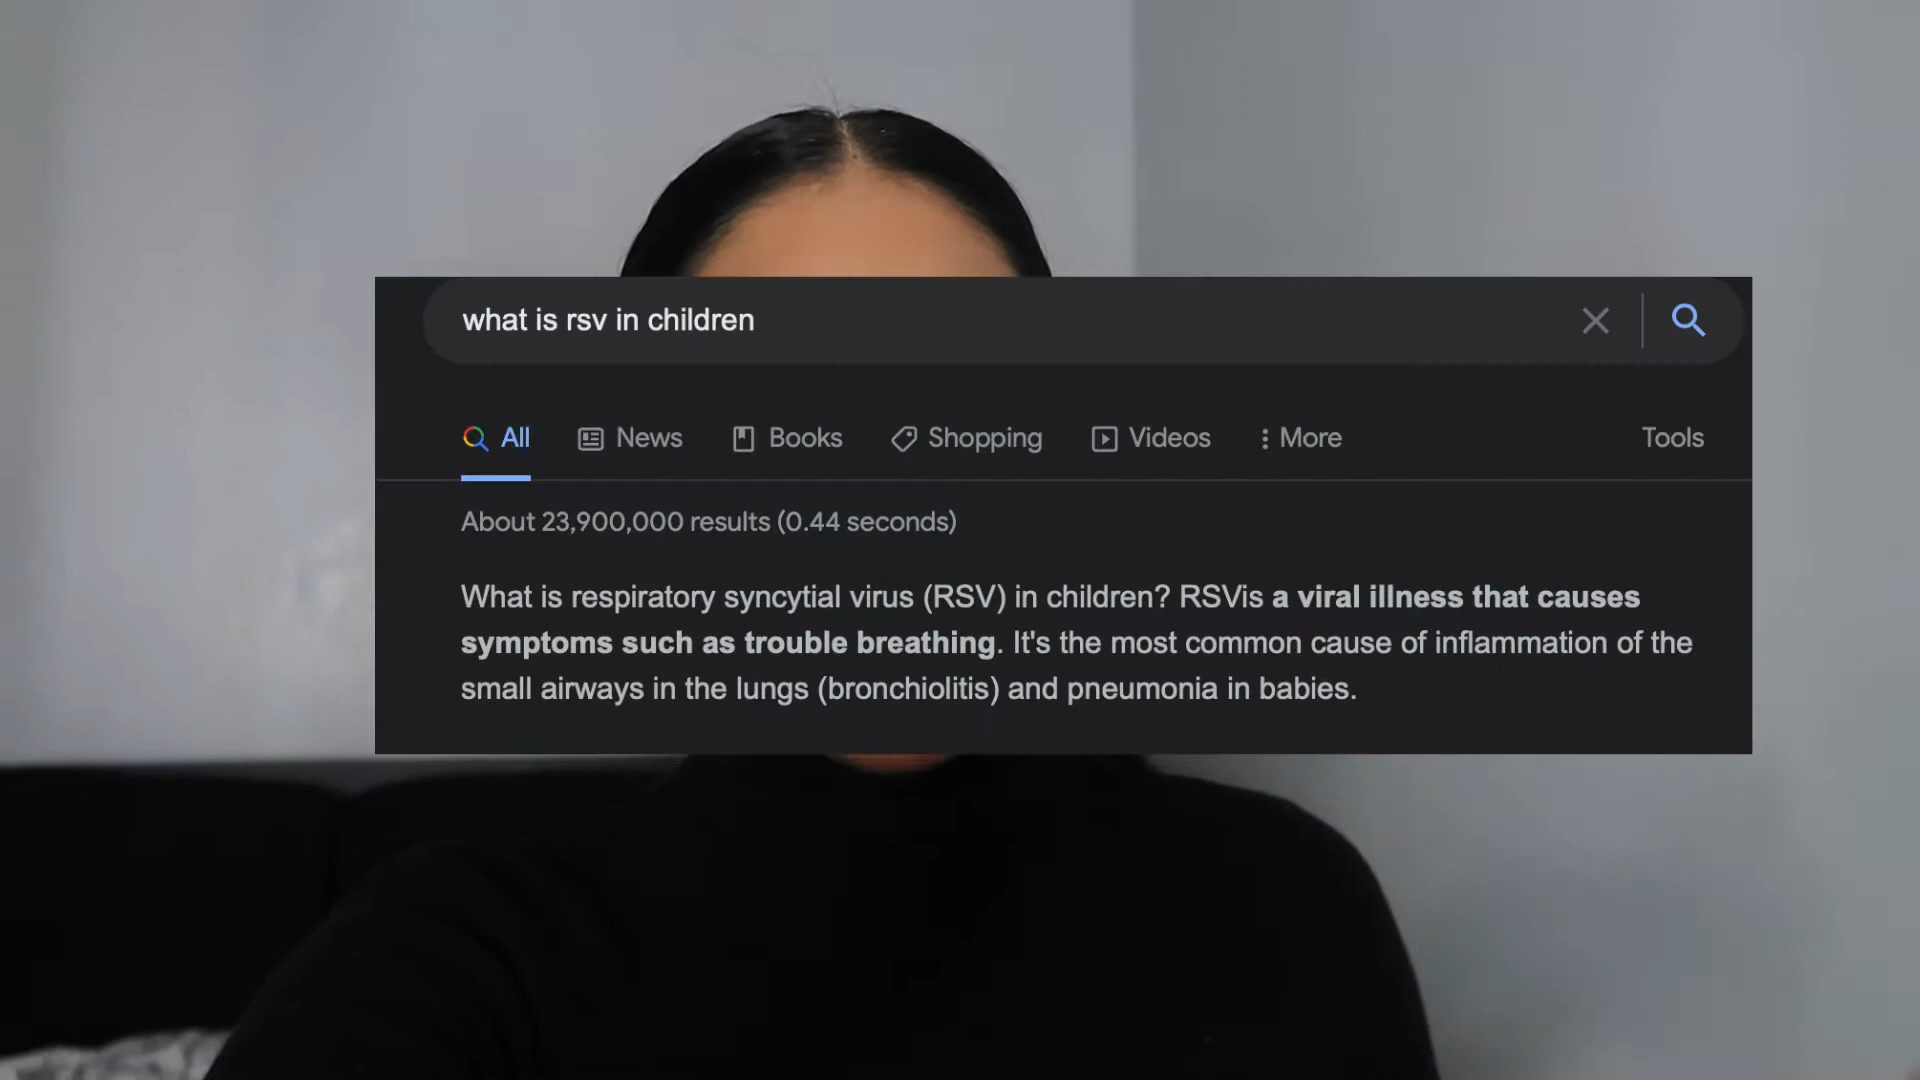 what is rsv in children
All News Books Shopping Videos More Tools
About 23,900,000 results (0.44 seconds)
What is respiratory syncytial virus (RSV) in children? RSVis a viral illness that causes
symptoms such as trouble breathing. It's the most common cause of inflammation of the
small airways in the lungs (bronchiolitis) and pneumonia in babies.